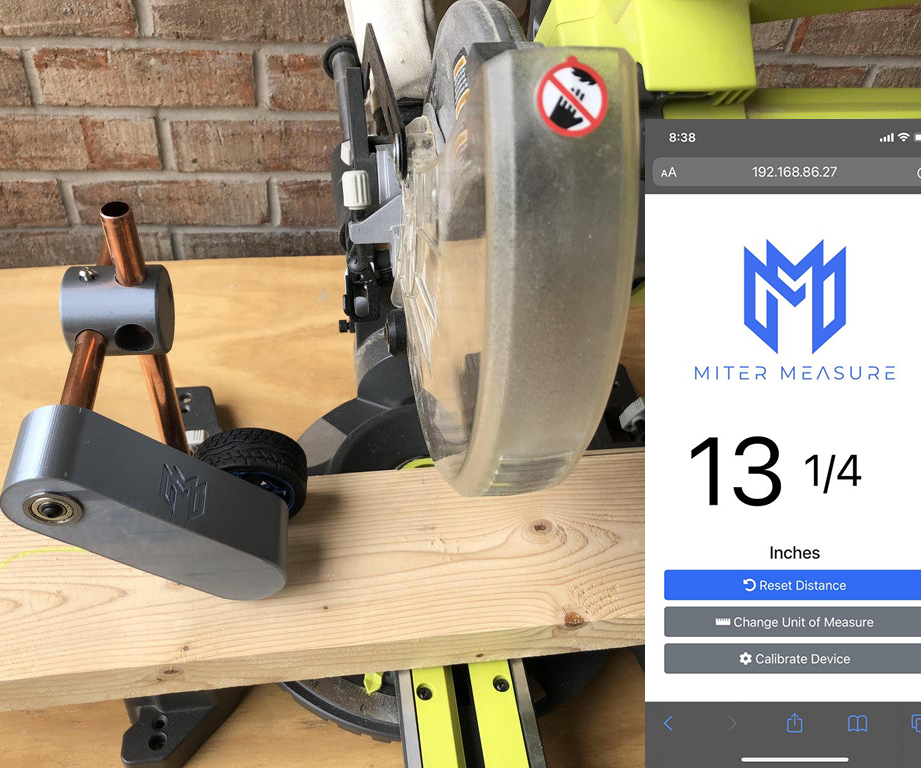 8:38
AA 192.168.86.27
MITER MEASURE
13 1/4
Inches
Reset Distance
Change Unit of Measure
Calibrate Device